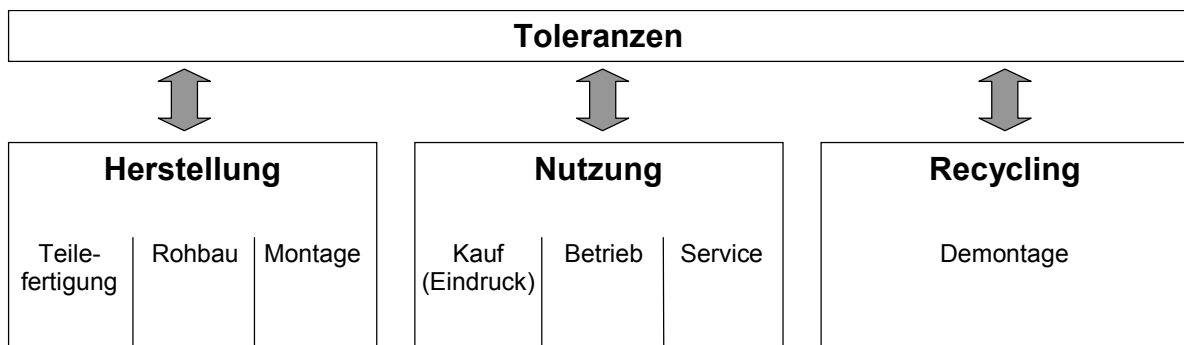 Toleranzen
Herstellung
Teile-
fertigung
Rohbau
Montage
Nutzung
Kauf
(Eindruck)
Betrieb
Service
Recycling
Demontage